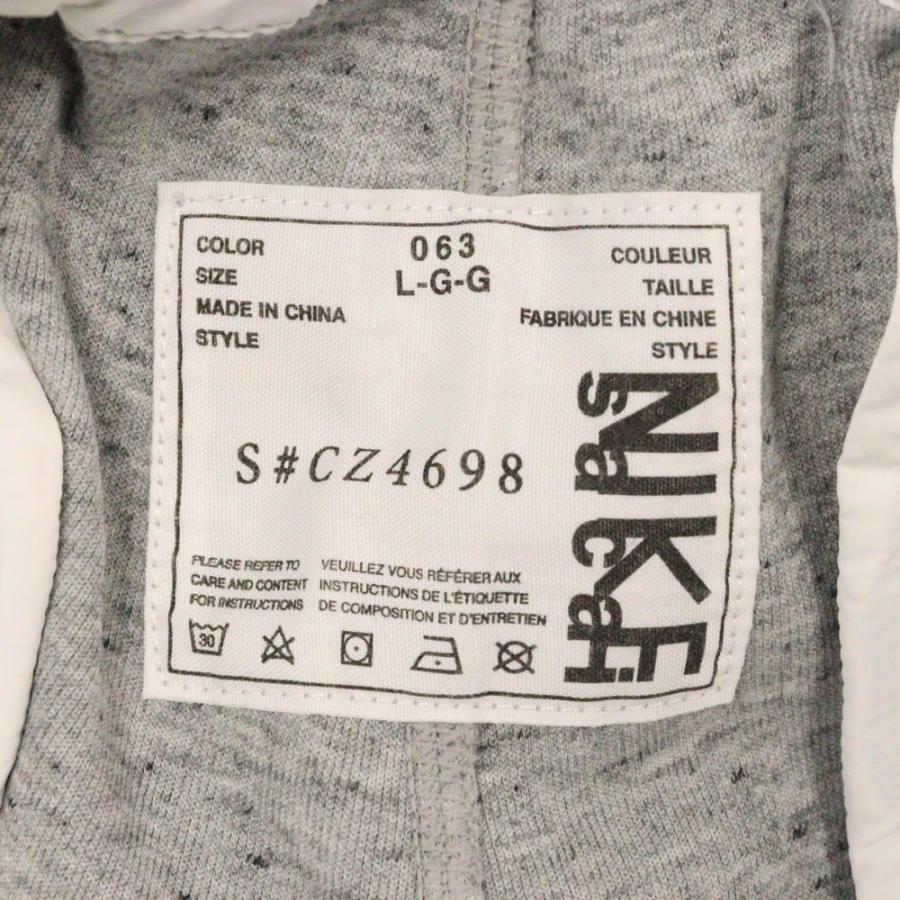 COLOR 063 COULEUR
SIZE L-G-G TAILLE
MADE IN CHINA FABRIQUE EN CHINE
STYLE STYLE
S#CZ4698
NIKE
sacai
PLEASE REFER TO
CARE AND CONTENT
FOR INSTRUCTIONS
VEUILLEZ VOUS RÉFÉRER AUX
INSTRUCTIONS DE L'ÉTIQUETTE
DE COMPOSITION ET D'ENTRETIEN
30